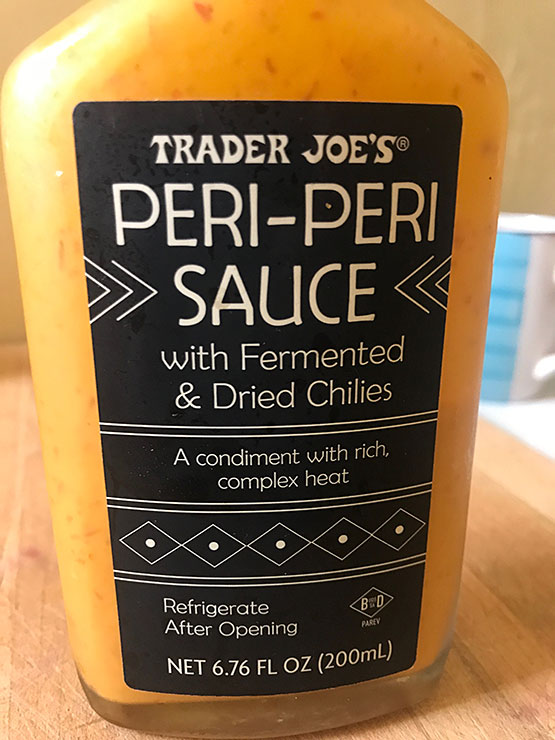 TRADER JOE'S®
PERI-PERI
SAUCE
with Fermented
& Dried Chilies
A condiment with rich,
complex heat
Refrigerate
After Opening
B D
PAREV
NET 6.76 FL OZ (200mL)